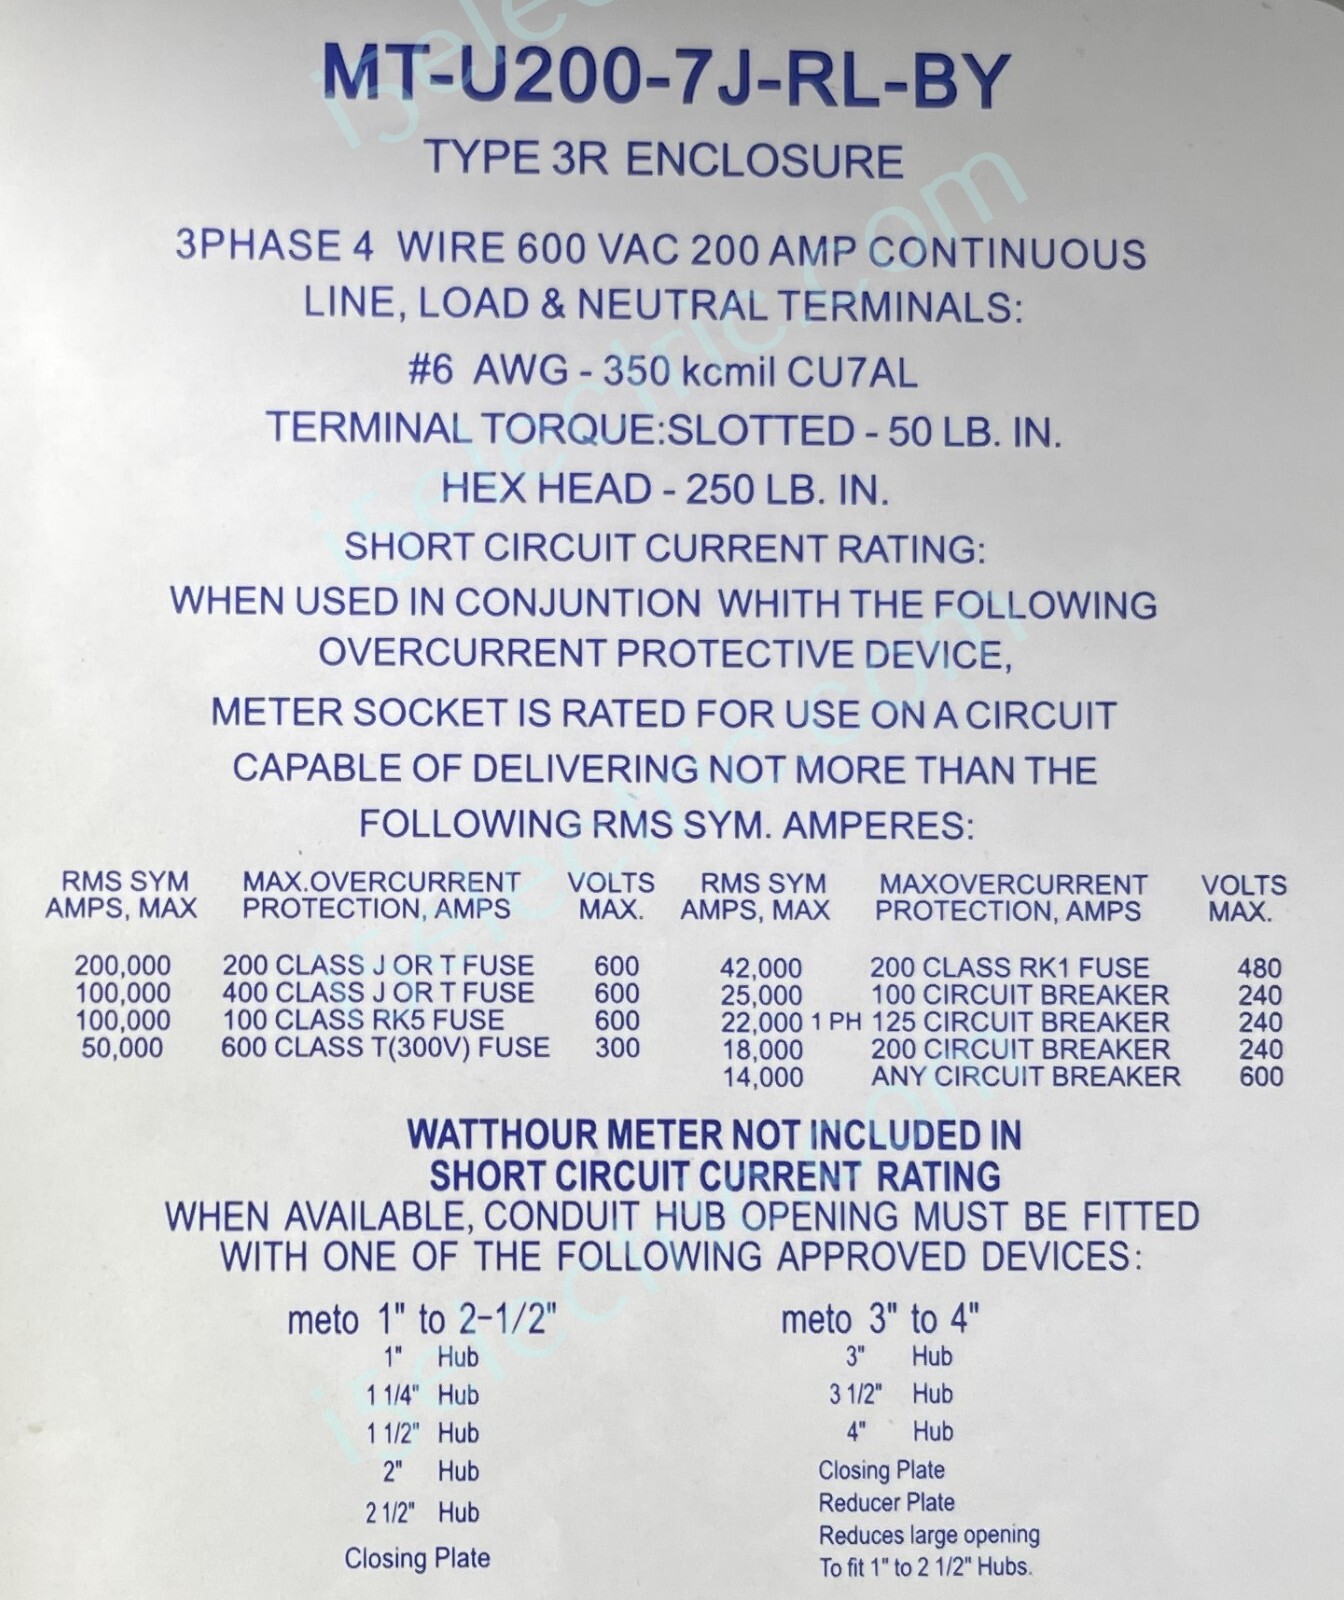 MT-U200-7J-RL-BY
TYPE 3R ENCLOSURE
3PHASE 4 WIRE 600 VAC 200 AMP CONTINUOUS
LINE, LOAD & NEUTRAL TERMINALS:
#6 AWG - 350 kcmil CU7AL
TERMINAL TORQUE:SLOTTED - 50 LB. IN.
HEX HEAD - 250 LB. IN.
SHORT CIRCUIT CURRENT RATING:
WHEN USED IN CONJUNTION WHITH THE FOLLOWING
OVERCURRENT PROTECTIVE DEVICE,
METER SOCKET IS RATED FOR USE ON A CIRCUIT
CAPABLE OF DELIVERING NOT MORE THAN THE
FOLLOWING RMS SYM. AMPERES:
RMS SYM MAX.OVERCURRENT VOLTS RMS SYM MAXOVERCURRENT VOLTS
AMPS, MAX PROTECTION, AMPS MAX. AMPS, MAX PROTECTION, AMPS MAX.
200,000 200 CLASS J OR T FUSE 600 42,000 200 CLASS RK1 FUSE 480
100,000 400 CLASS J OR T FUSE 600 25,000 100 CIRCUIT BREAKER 240
100,000 100 CLASS RK5 FUSE 600 22,000 1 PH 125 CIRCUIT BREAKER 240
50,000 600 CLASS T(300V) FUSE 300 18,000 200 CIRCUIT BREAKER 240
14,000 ANY CIRCUIT BREAKER 600
WATTHOUR METER NOT INCLUDED IN
SHORT CIRCUIT CURRENT RATING
WHEN AVAILABLE, CONDUIT HUB OPENING MUST BE FITTED
WITH ONE OF THE FOLLOWING APPROVED DEVICES:
meto 1" to 2-1/2"
1" Hub
1 1/4" Hub
1 1/2" Hub
2" Hub
2 1/2" Hub
Closing Plate
meto 3" to 4"
3" Hub
3 1/2" Hub
4" Hub
Closing Plate
Reducer Plate
Reduces large opening
To fit 1" to 2 1/2" Hubs.
i5electric.com
i5electric.com
i5electric.com